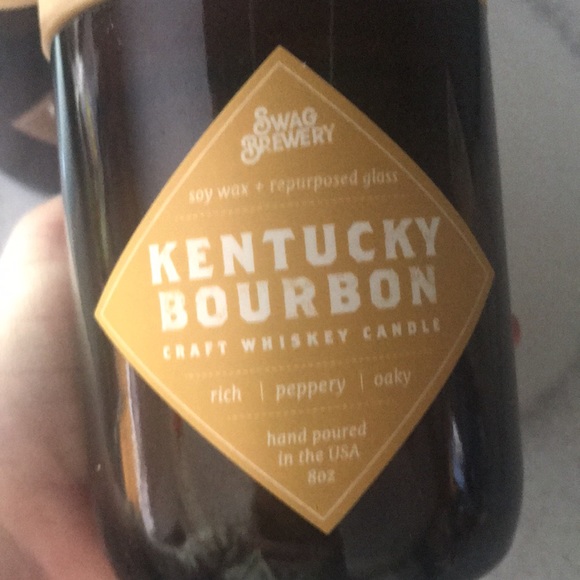 SWAG
BREWERY
soy wax + repurposed glass
KENTUCKY
BOURBON
CRAFT WHISKEY CANDLE
rich | peppery | oaky
hand poured
in the USA
8oz